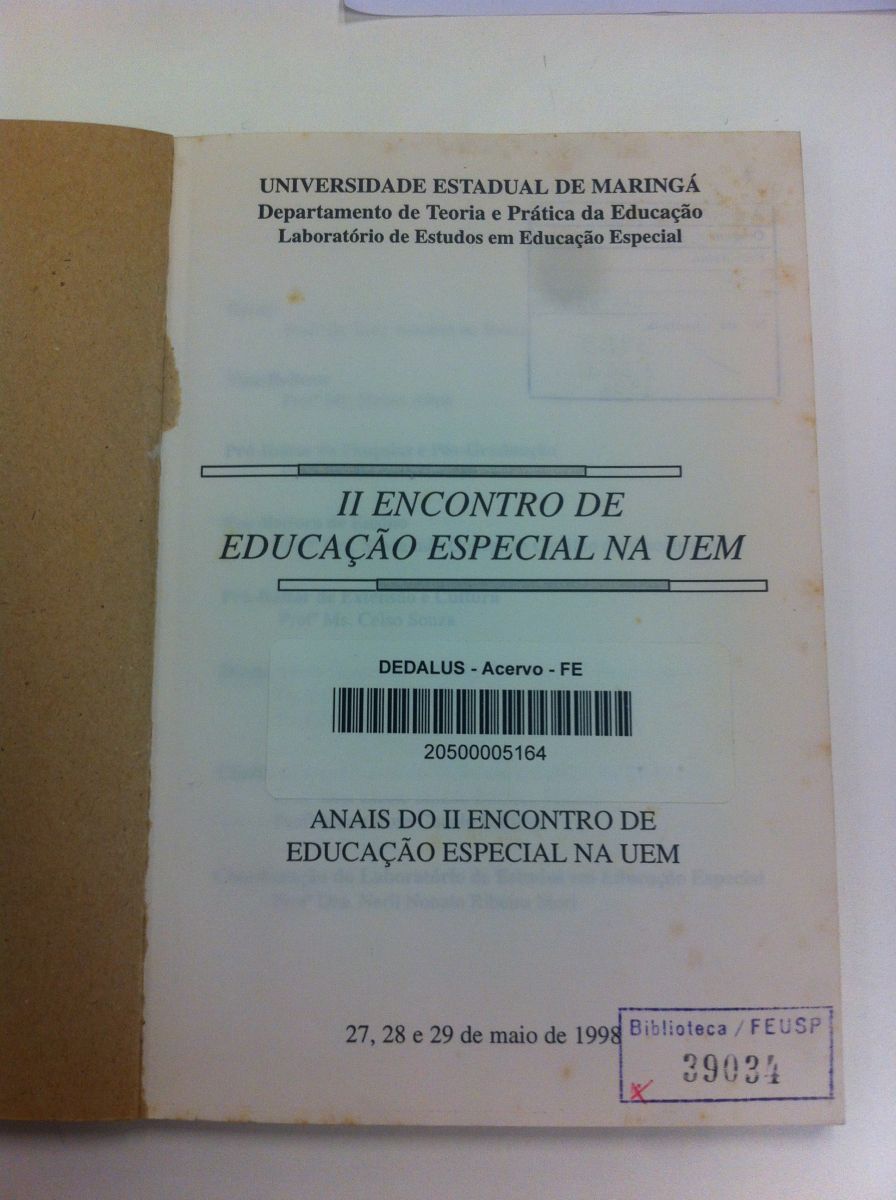 UNIVERSIDADE ESTADUAL DE MARINGÁ
Departamento de Teoria e Prática da Educação
Laboratório de Estudos em Educação Especial
II ENCONTRO DE
EDUCAÇÃO ESPECIAL NA UEM
DEDALUS - Acervo - FE
20500005164
ANAIS DO II ENCONTRO DE
EDUCAÇÃO ESPECIAL NA UEM
27, 28 e 29 de maio de 1998
Biblioteca / FEUSP
39034